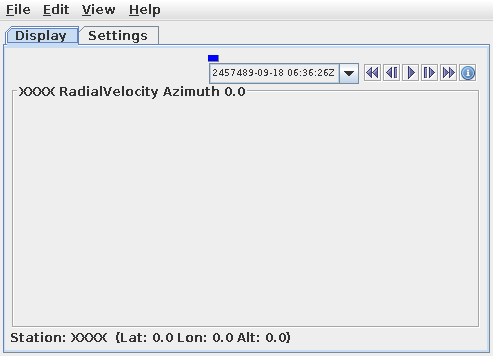 File Edit View Help
Display Settings
2457489-09-18 06:36:26Z
XXXX RadialVelocity Azimuth 0.0
Station: XXXX (Lat: 0.0 Lon: 0.0 Alt: 0.0)